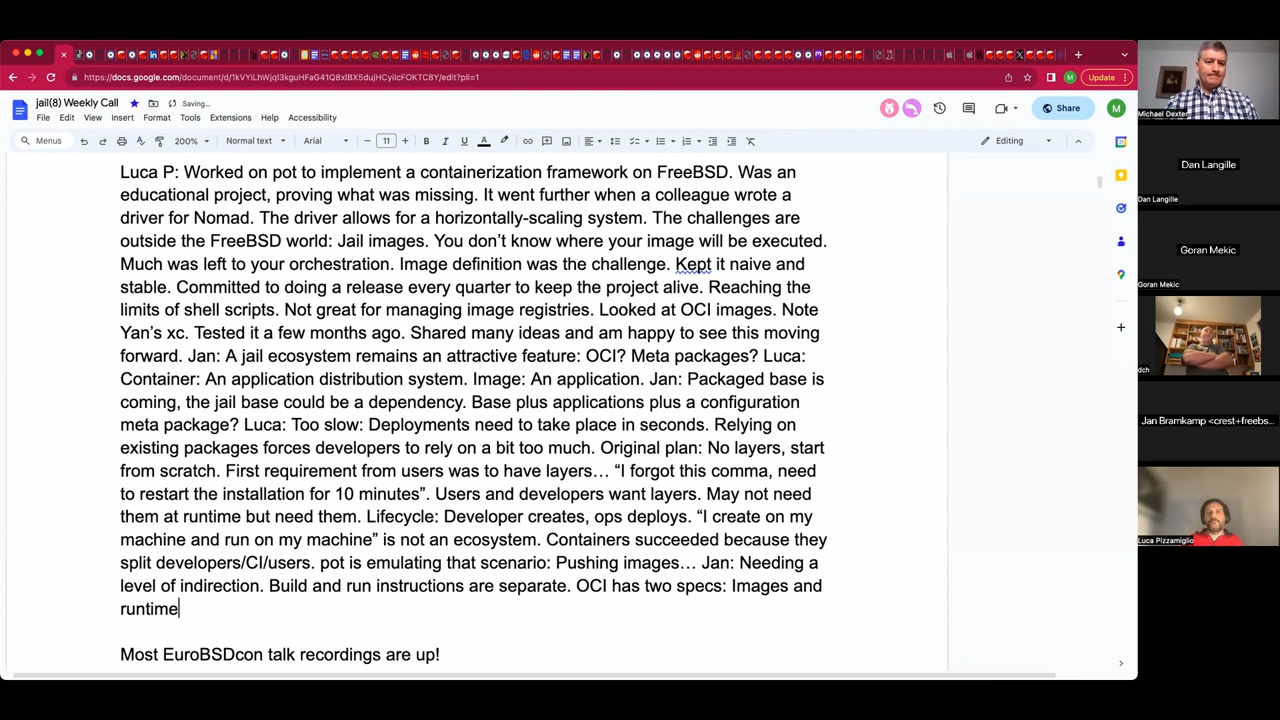 https://docs.google.com/document/d/1kVYiLhWjqI3kguHFaG41Q8xIBX5dujHCyiIcFOKTC8Y/edit?pli=1
Update
jail(8) Weekly Call
Saving...
File Edit View Insert Format Tools Extensions Help Accessibility
Share
M
Menus
200%
Normal text
Arial
11
Editing
Luca P: Worked on pot to implement a containerization framework on FreeBSD. Was an
educational project, proving what was missing. It went further when a colleague wrote a
driver for Nomad. The driver allows for a horizontally-scaling system. The challenges are
outside the FreeBSD world: Jail images. You don’t know where your image will be executed.
Much was left to your orchestration. Image definition was the challenge. Kept it naive and
stable. Committed to doing a release every quarter to keep the project alive. Reaching the
limits of shell scripts. Not great for managing image registries. Looked at OCI images. Note
Yan’s xc. Tested it a few months ago. Shared many ideas and am happy to see this moving
forward. Jan: A jail ecosystem remains an attractive feature: OCI? Meta packages? Luca:
Container: An application distribution system. Image: An application. Jan: Packaged base is
coming, the jail base could be a dependency. Base plus applications plus a configuration
meta package? Luca: Too slow: Deployments need to take place in seconds. Relying on
existing packages forces developers to rely on a bit too much. Original plan: No layers, start
from scratch. First requirement from users was to have layers… “I forgot this comma, need
to restart the installation for 10 minutes”. Users and developers want layers. May not need
them at runtime but need them. Lifecycle: Developer creates, ops deploys. “I create on my
machine and run on my machine” is not an ecosystem. Containers succeeded because they
split developers/CI/users. pot is emulating that scenario: Pushing images… Jan: Needing a
level of indirection. Build and run instructions are separate. OCI has two specs: Images and
runtime
Most EuroBSDcon talk recordings are up!
Michael Dexter
Dan Langille
Dan Langille
Goran Mekic
Goran Mekic
dch
Jan Bramkamp <crest+freebs...
Luca Pizzamiglio